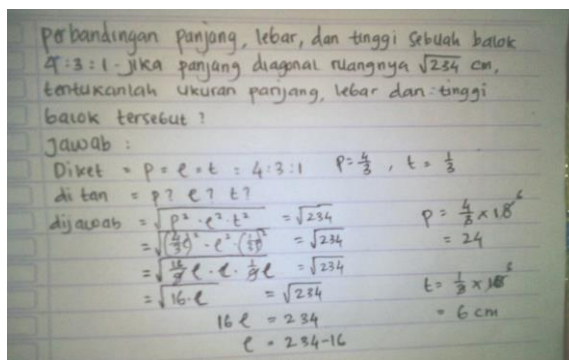 perbandingan panjang, lebar, dan tinggi sebuah balok
4:3:1. jika panjang diagonal ruangnya √234 cm,
tentukanlah ukuran panjang, lebar dan tinggi
balok tersebut ?
Jawab :
Diket = p = l = t : 4:3:1 p = 4/3 , t = 1/3
di tan = p? l? t?
dijawab = √p² · l² · t² = √234
= √(4/3 l)² · l² · (1/3 l)² = √234
= √16/9 l · l · 1/9 l = √234
= √16 · l = √234
16 l = 234
l = 234-16
p = 4/3 × 18⁶
= 24
t = 1/3 × 18⁶
= 6 cm